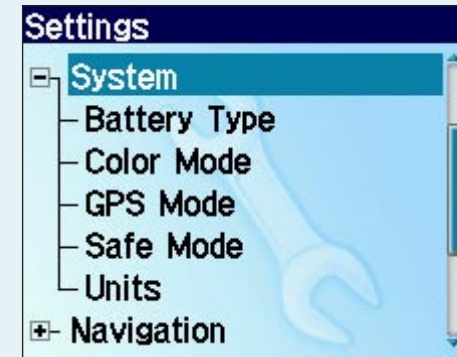 Settings
System
Battery Type
Color Mode
GPS Mode
Safe Mode
Units
Navigation